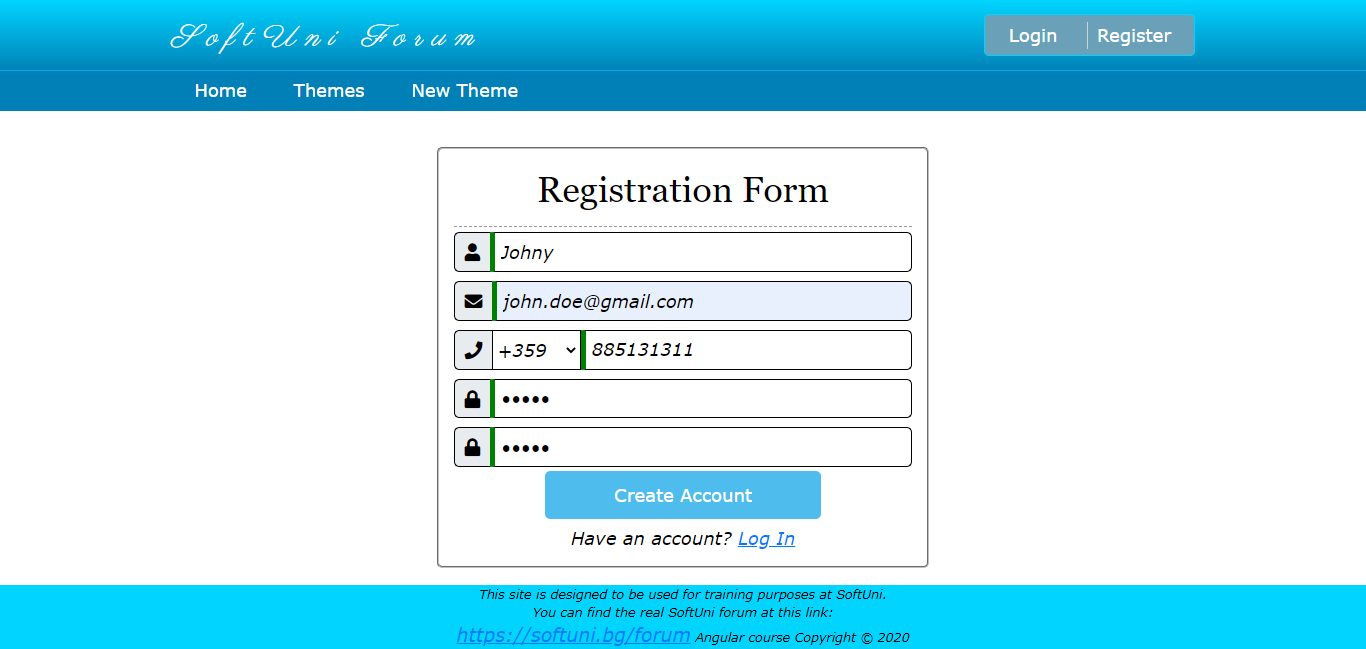 SoftUni Forum
Login Register
Home Themes New Theme
Registration Form
Johny
john.doe@gmail.com
+359 885131311
•••••
•••••
Create Account
Have an account? Log In
This site is designed to be used for training purposes at SoftUni.
You can find the real SoftUni forum at this link:
https://softuni.bg/forum Angular course Copyright © 2020